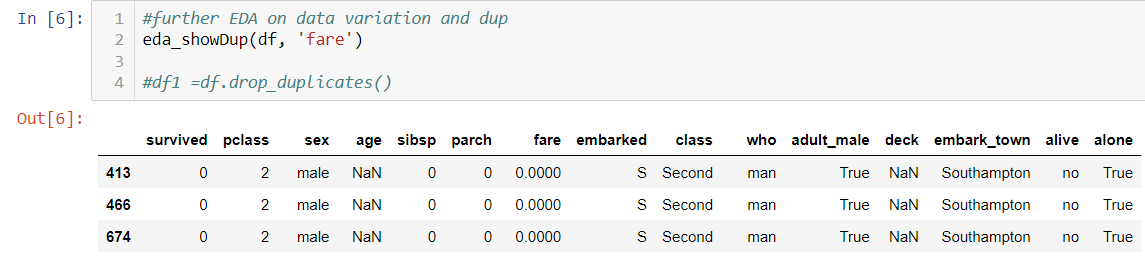 In [6]:
1 #further EDA on data variation and dup
2 eda_showDup(df, 'fare')
3
4 #df1 =df.drop_duplicates()
Out[6]:
survived pclass sex age sibsp parch fare embarked class who adult_male deck embark_town alive alone
413 0 2 male NaN 0 0 0.0000 S Second man True NaN Southampton no True
466 0 2 male NaN 0 0 0.0000 S Second man True NaN Southampton no True
674 0 2 male NaN 0 0 0.0000 S Second man True NaN Southampton no True